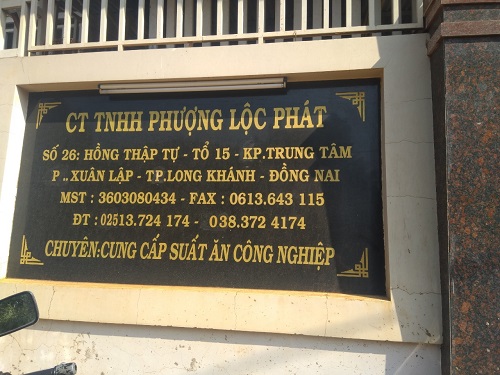 CT TNHH PHƯỢNG LỘC PHÁT
SỐ 26: HỒNG THẬP TỰ - TỔ 15 - KP.TRUNG TÂM
P .. XUÂN LẬP - TP.LONG KHÁNH - ĐỒNG NAI
MST : 3603080434 - FAX : 0613.643 115
ĐT : 02513.724 174 - 038.372 4174
CHUYÊN:CUNG CẤP SUẤT ĂN CÔNG NGHIỆP